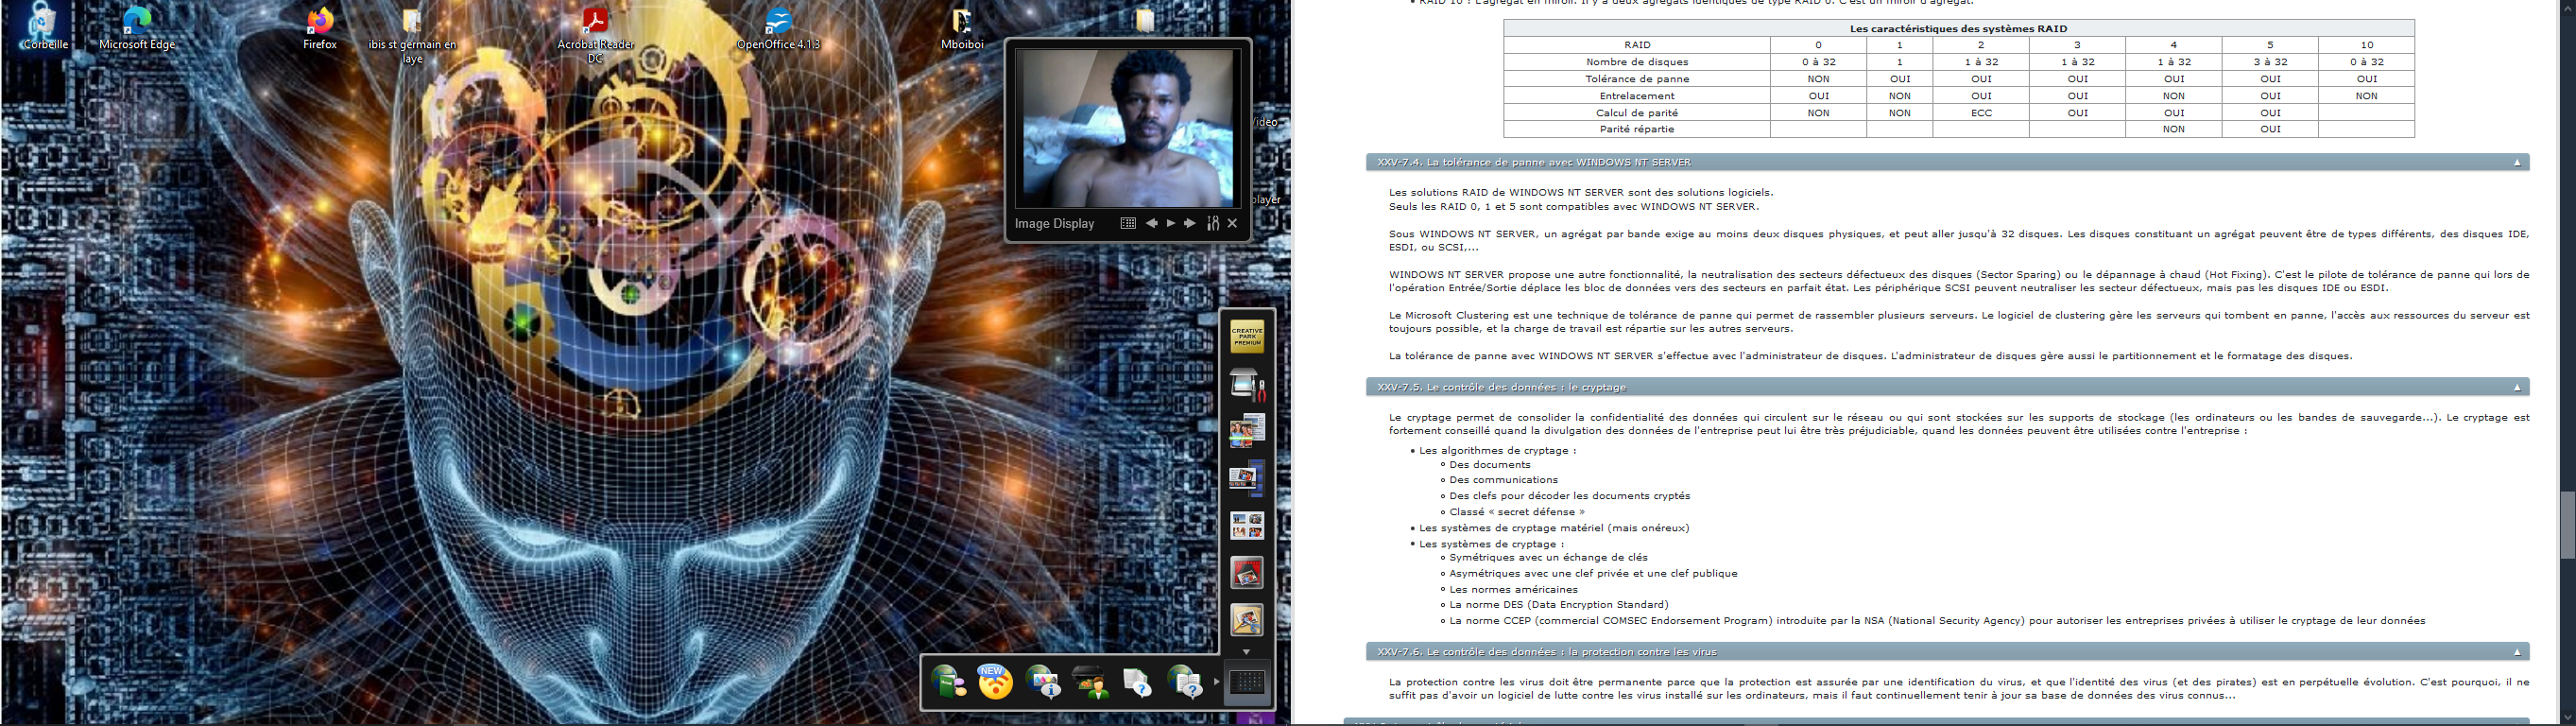 Corbeille
Microsoft Edge
Firefox
ibis st germain en
laye
Acrobat Reader
DC
OpenOffice 4.1.3
Mboiboi
Image Display
CREATIVE
PARK
PREMIUM
NEW
• RAID 10 : L'agrégat en miroir. Il y a deux agrégats identiques de type RAID 0. C'est un miroir d'agrégat.
Les caractéristiques des systèmes RAID
RAID 0 1 2 3 4 5 10
Nombre de disques 0 à 32 1 1 à 32 1 à 32 1 à 32 3 à 32 0 à 32
Tolérance de panne NON OUI OUI OUI OUI OUI OUI
Entrelacement OUI NON OUI OUI NON OUI NON
Calcul de parité NON NON ECC OUI OUI OUI
Parité répartie NON OUI
XXV-7.4. La tolérance de panne avec WINDOWS NT SERVER
Les solutions RAID de WINDOWS NT SERVER sont des solutions logiciels.
Seuls les RAID 0, 1 et 5 sont compatibles avec WINDOWS NT SERVER.
Sous WINDOWS NT SERVER, un agrégat par bande exige au moins deux disques physiques, et peut aller jusqu'à 32 disques. Les disques constituant un agrégat peuvent être de types différents, des disques IDE,
ESDI, ou SCSI,...
WINDOWS NT SERVER propose une autre fonctionnalité, la neutralisation des secteurs défectueux des disques (Sector Sparing) ou le dépannage à chaud (Hot Fixing). C'est le pilote de tolérance de panne qui lors de
l'opération Entrée/Sortie déplace les bloc de données vers des secteurs en parfait état. Les périphérique SCSI peuvent neutraliser les secteur défectueux, mais pas les disques IDE ou ESDI.
Le Microsoft Clustering est une technique de tolérance de panne qui permet de rassembler plusieurs serveurs. Le logiciel de clustering gère les serveurs qui tombent en panne, l'accès aux ressources du serveur est
toujours possible, et la charge de travail est répartie sur les autres serveurs.
La tolérance de panne avec WINDOWS NT SERVER s'effectue avec l'administrateur de disques. L'administrateur de disques gère aussi le partitionnement et le formatage des disques.
XXV-7.5. Le contrôle des données : le cryptage
Le cryptage permet de consolider la confidentialité des données qui circulent sur le réseau ou qui sont stockées sur les supports de stockage (les ordinateurs ou les bandes de sauvegarde...). Le cryptage est
fortement conseillé quand la divulgation des données de l'entreprise peut lui être très préjudiciable, quand les données peuvent être utilisées contre l'entreprise :
• Les algorithmes de cryptage :
Des documents
Des communications
Des clefs pour décoder les documents cryptés
Classé « secret défense »
• Les systèmes de cryptage matériel (mais onéreux)
• Les systèmes de cryptage :
Symétriques avec un échange de clés
Asymétriques avec une clef privée et une clef publique
Les normes américaines
La norme DES (Data Encryption Standard)
La norme CCEP (commercial COMSEC Endorsement Program) introduite par la NSA (National Security Agency) pour autoriser les entreprises privées à utiliser le cryptage de leur données
XXV-7.6. Le contrôle des données : la protection contre les virus
La protection contre les virus doit être permanente parce que la protection est assurée par une identification du virus, et que l'identité des virus (et des pirates) est en perpétuelle évolution. C'est pourquoi, il ne
suffit pas d'avoir un logiciel de lutte contre les virus installé sur les ordinateurs, mais il faut continuellement tenir à jour sa base de données des virus connus...